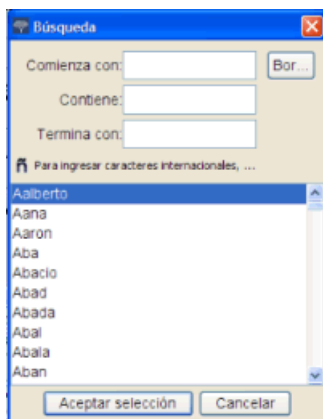 Búsqueda
Comienza con:
Bor...
Contiene:
Termina con:
ñ Para ingresar caracteres internacionales, ...
Aalberto
Aana
Aaron
Aba
Abacio
Abad
Abada
Abal
Abala
Aban
Aceptar selección
Cancelar